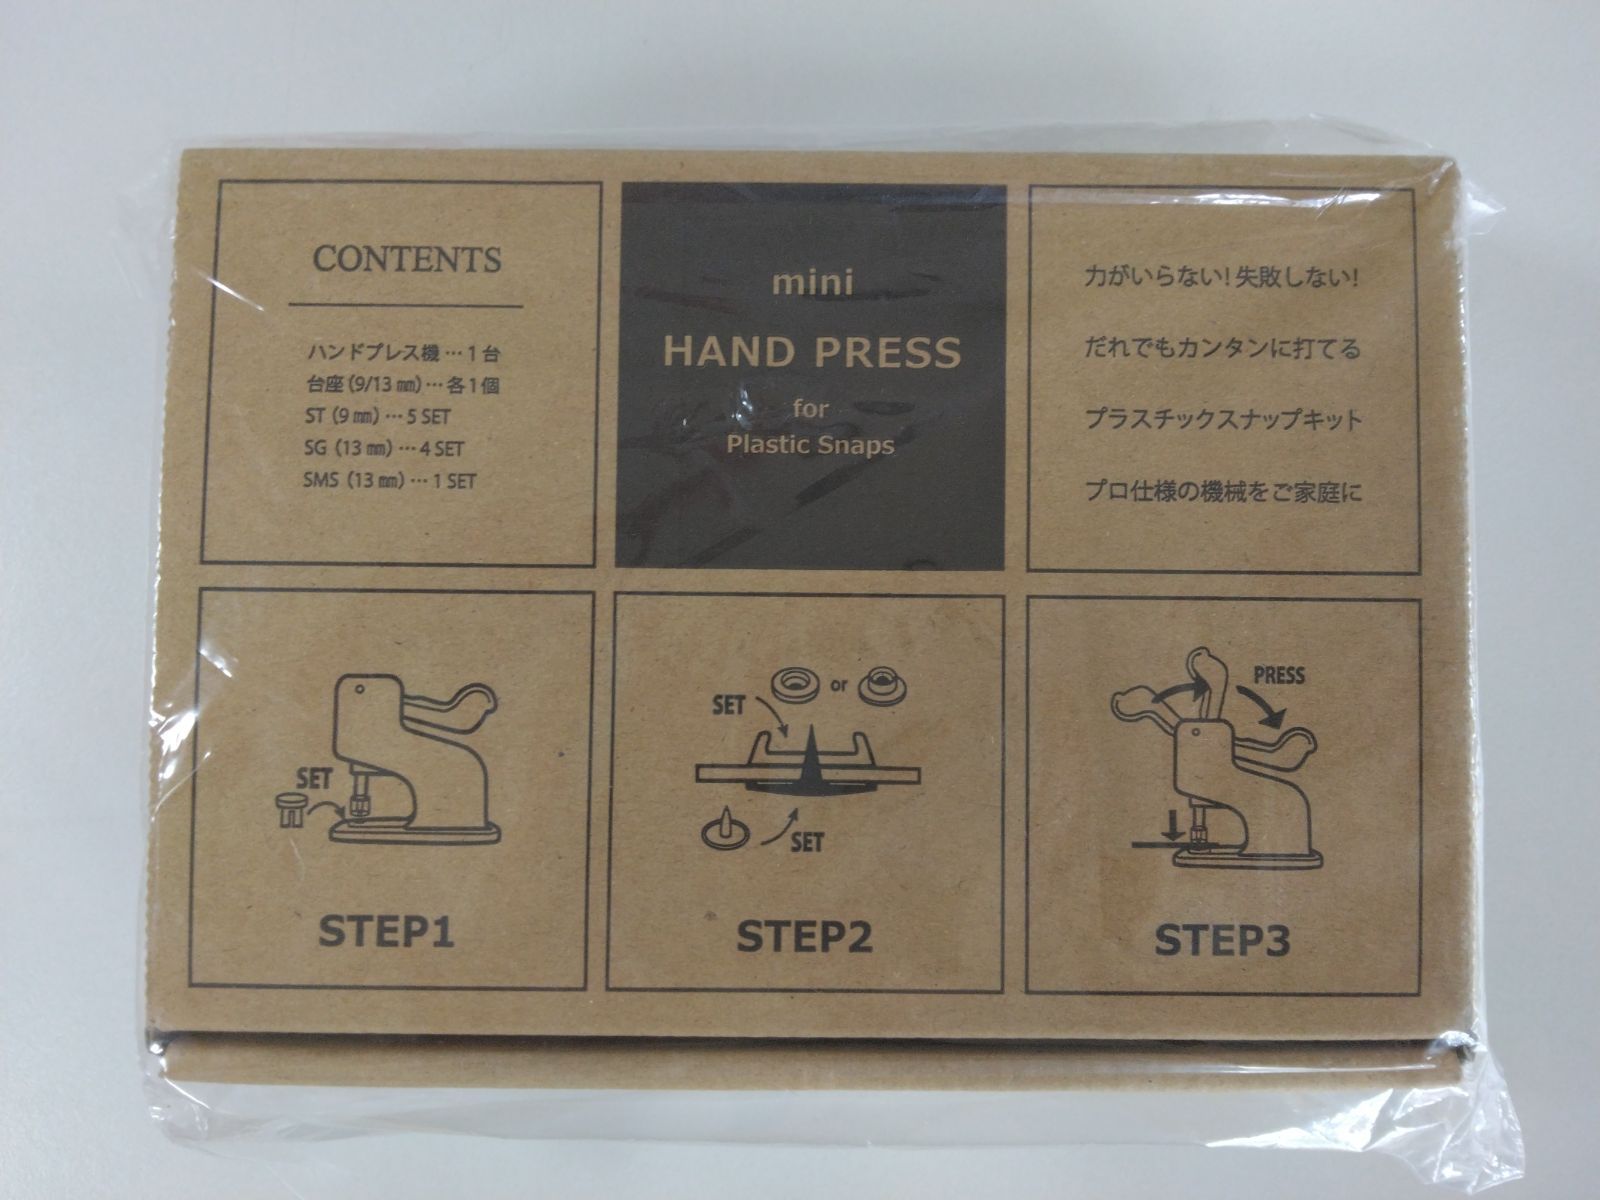 CONTENTS
ハンドプレス機…1台
台座(9/13㎜)…各1個
ST(9㎜)…5 SET
SG(13㎜)…4 SET
SMS(13㎜)…1 SET
mini
HAND PRESS
for
Plastic Snaps
力がいらない!失敗しない!
だれでもカンタンに打てる
プラスチックスナップキット
プロ仕様の機械をご家庭に
SET
STEP1
SET
or
SET
STEP2
PRESS
STEP3